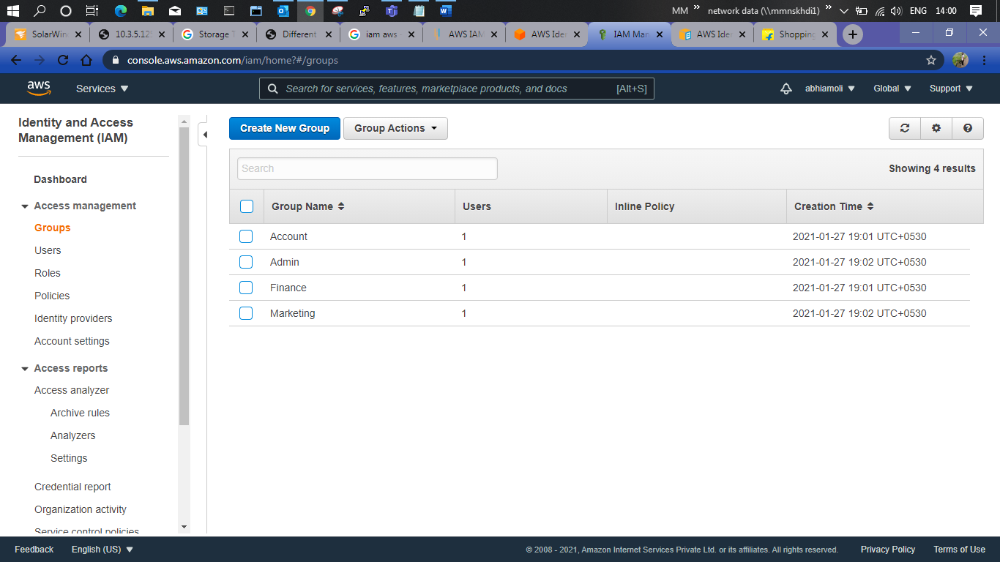 MM » network data (\\mmnskhdi1) » ENG 14:00
SolarWin 10.3.5.12 Storage T Different iam aws - AWS IAM AWS Ider IAM Man AWS Ider Shopping
console.aws.amazon.com/iam/home?#/groups
aws Services Search for services, features, marketplace products, and docs [Alt+S] abhiamoli Global Support
Identity and Access
Management (IAM)
Dashboard
Access management
Groups
Users
Roles
Policies
Identity providers
Account settings
Access reports
Access analyzer
Archive rules
Analyzers
Settings
Credential report
Organization activity
Service control policies
Create New Group Group Actions
Search Showing 4 results
Group Name Users Inline Policy Creation Time
Account 1 2021-01-27 19:01 UTC+0530
Admin 1 2021-01-27 19:02 UTC+0530
Finance 1 2021-01-27 19:01 UTC+0530
Marketing 1 2021-01-27 19:02 UTC+0530
Feedback English (US) © 2008 - 2021, Amazon Internet Services Private Ltd. or its affiliates. All rights reserved. Privacy Policy Terms of Use